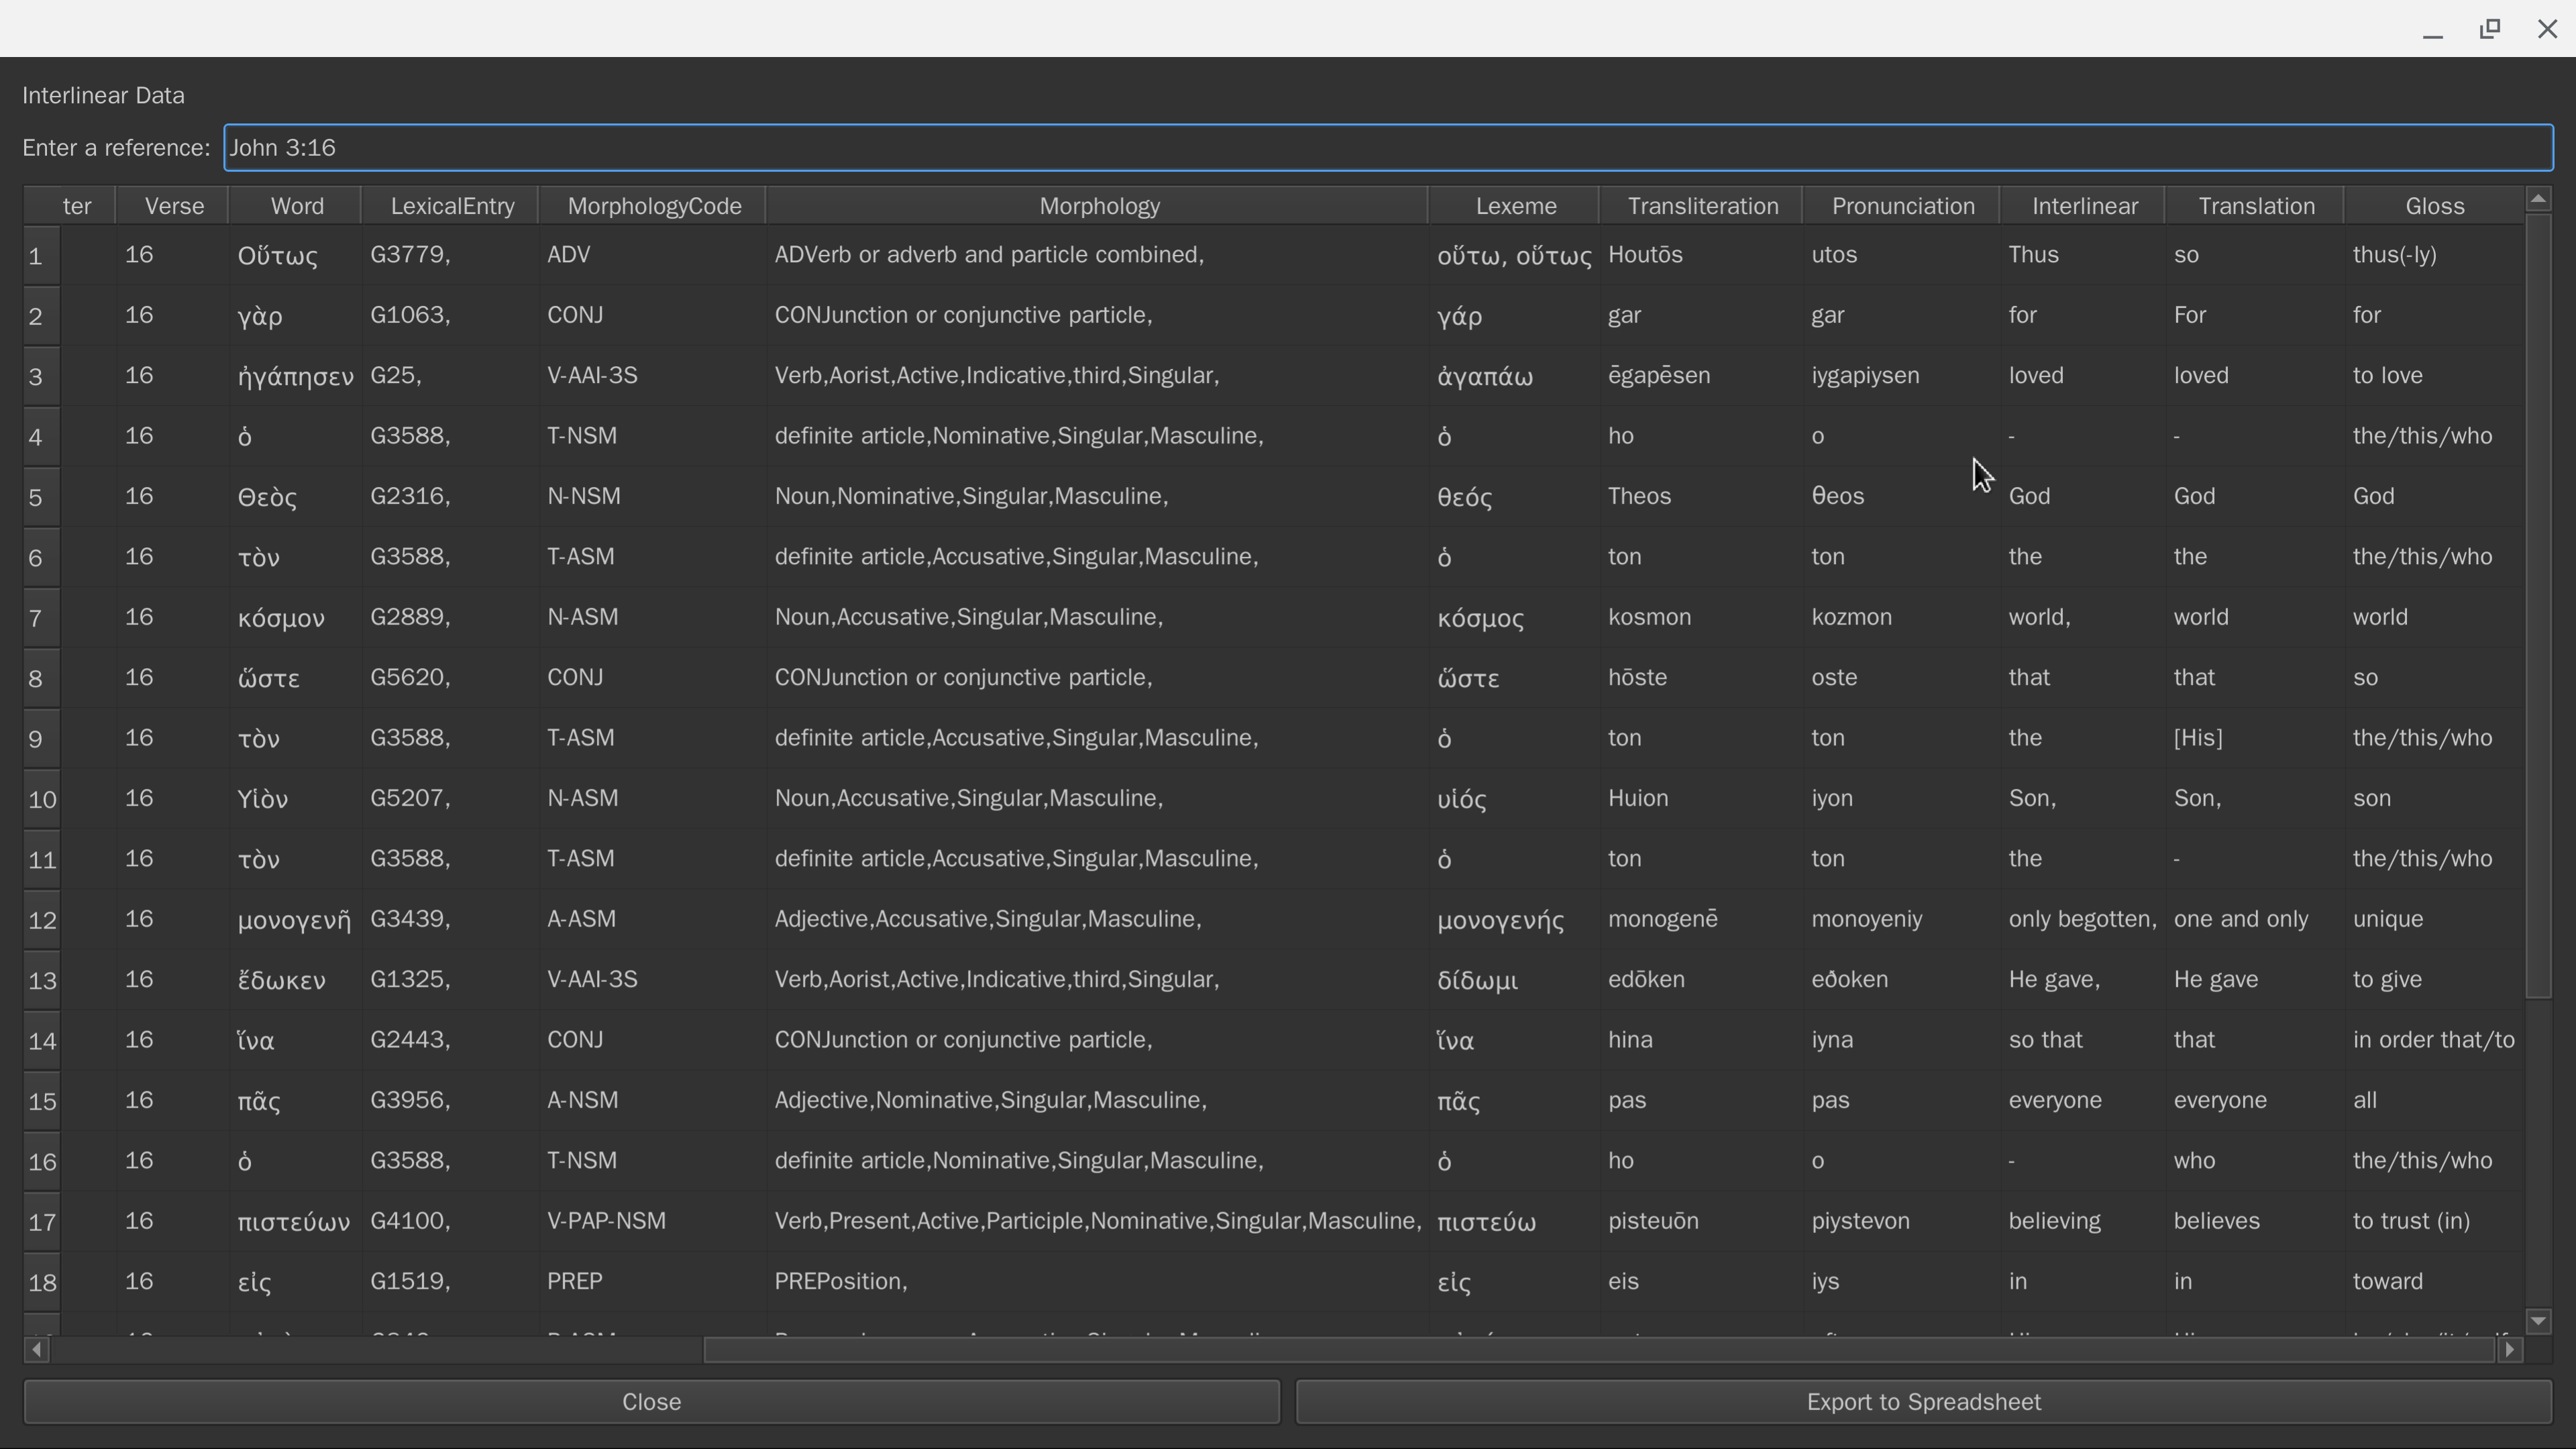 Interlinear Data
Enter a reference: John 3:16
ter Verse Word LexicalEntry MorphologyCode Morphology Lexeme Transliteration Pronunciation Interlinear Translation Gloss
1 16 Οὕτως G3779, ADV ADVerb or adverb and particle combined, οὕτω, οὕτως Houtōs utos Thus so thus(-ly)
2 16 γὰρ G1063, CONJ CONJunction or conjunctive particle, γάρ gar gar for For for
3 16 ἠγάπησεν G25, V-AAI-3S Verb,Aorist,Active,Indicative,third,Singular, ἀγαπάω ēgapēsen iygapiysen loved loved to love
4 16 ὁ G3588, T-NSM definite article,Nominative,Singular,Masculine, ὁ ho o - - the/this/who
5 16 Θεὸς G2316, N-NSM Noun,Nominative,Singular,Masculine, θεός Theos θeos God God God
6 16 τὸν G3588, T-ASM definite article,Accusative,Singular,Masculine, ὁ ton ton the the the/this/who
7 16 κόσμον G2889, N-ASM Noun,Accusative,Singular,Masculine, κόσμος kosmon kozmon world, world world
8 16 ὥστε G5620, CONJ CONJunction or conjunctive particle, ὥστε hōste oste that that so
9 16 τὸν G3588, T-ASM definite article,Accusative,Singular,Masculine, ὁ ton ton the [His] the/this/who
10 16 Υἱὸν G5207, N-ASM Noun,Accusative,Singular,Masculine, υἱός Huion iyon Son, Son, son
11 16 τὸν G3588, T-ASM definite article,Accusative,Singular,Masculine, ὁ ton ton the - the/this/who
12 16 μονογενῆ G3439, A-ASM Adjective,Accusative,Singular,Masculine, μονογενής monogenē monoyeniy only begotten, one and only unique
13 16 ἔδωκεν G1325, V-AAI-3S Verb,Aorist,Active,Indicative,third,Singular, δίδωμι edōken eðoken He gave, He gave to give
14 16 ἵνα G2443, CONJ CONJunction or conjunctive particle, ἵνα hina iyna so that that in order that/to
15 16 πᾶς G3956, A-NSM Adjective,Nominative,Singular,Masculine, πᾶς pas pas everyone everyone all
16 16 ὁ G3588, T-NSM definite article,Nominative,Singular,Masculine, ὁ ho o - who the/this/who
17 16 πιστεύων G4100, V-PAP-NSM Verb,Present,Active,Participle,Nominative,Singular,Masculine, πιστεύω pisteuōn piystevon believing believes to trust (in)
18 16 εἰς G1519, PREP PREPosition, εἰς eis iys in in toward
Close Export to Spreadsheet